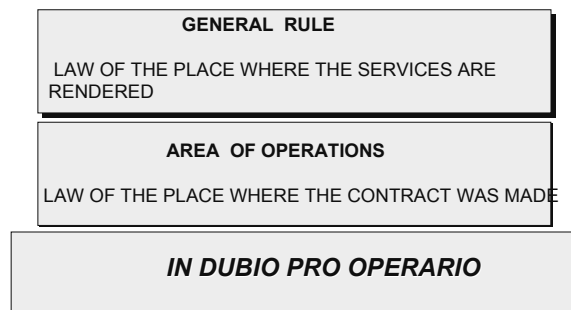 GENERAL RULE
LAW OF THE PLACE WHERE THE SERVICES ARE
RENDERED
AREA OF OPERATIONS
LAW OF THE PLACE WHERE THE CONTRACT WAS MADE
IN DUBIO PRO OPERARIO